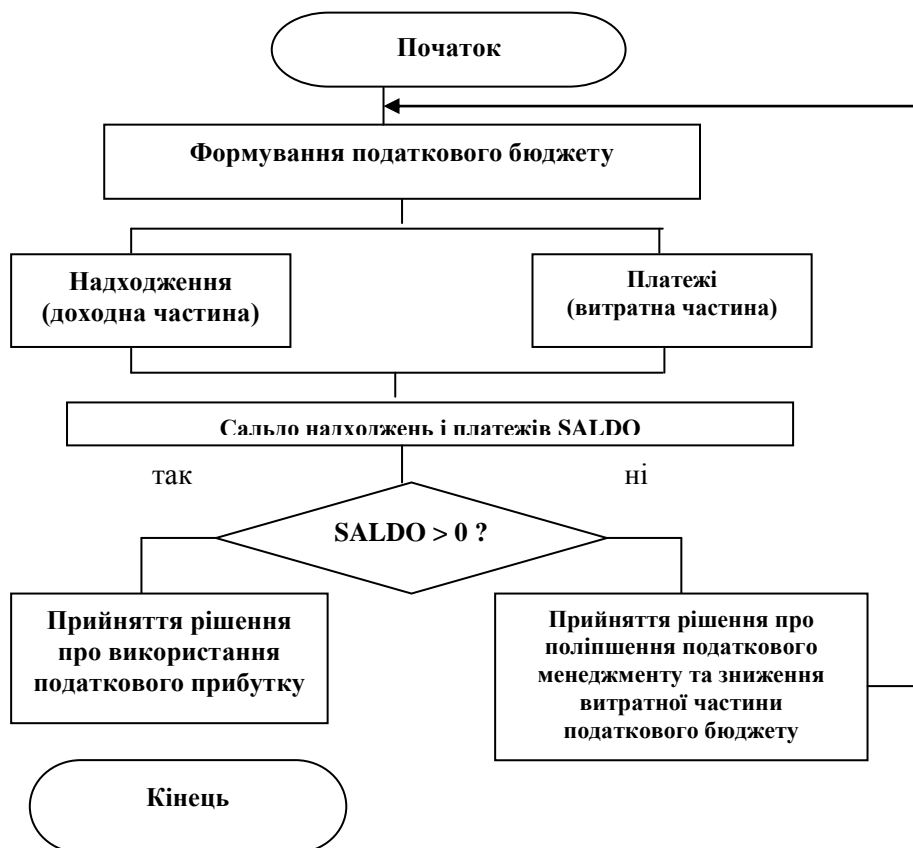 Початок
Формування податкового бюджету
Надходження
(доходна частина)
Платежі
(витратна частина)
Сальдо надходжень і платежів SALDO
так
ні
SALDO > 0 ?
Прийняття рішення
про використання
податкового прибутку
Прийняття рішення про
поліпшення податкового
менеджменту та зниження
витратної частини
податкового бюджету
Кінець